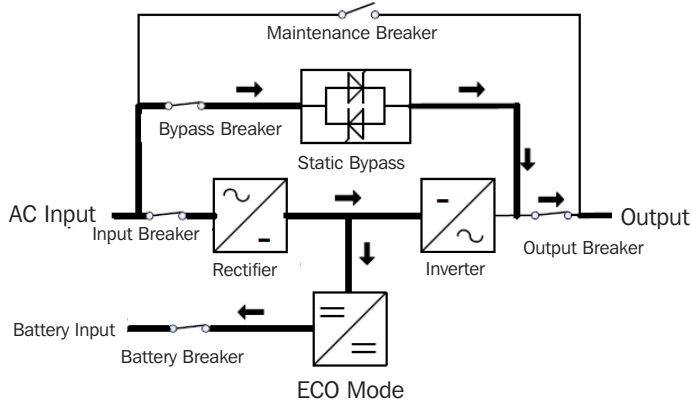 Maintenance Breaker
Bypass Breaker
Static Bypass
AC Input
Input Breaker
Rectifier
Inverter
Output Breaker
Output
Battery Input
Battery Breaker
ECO Mode